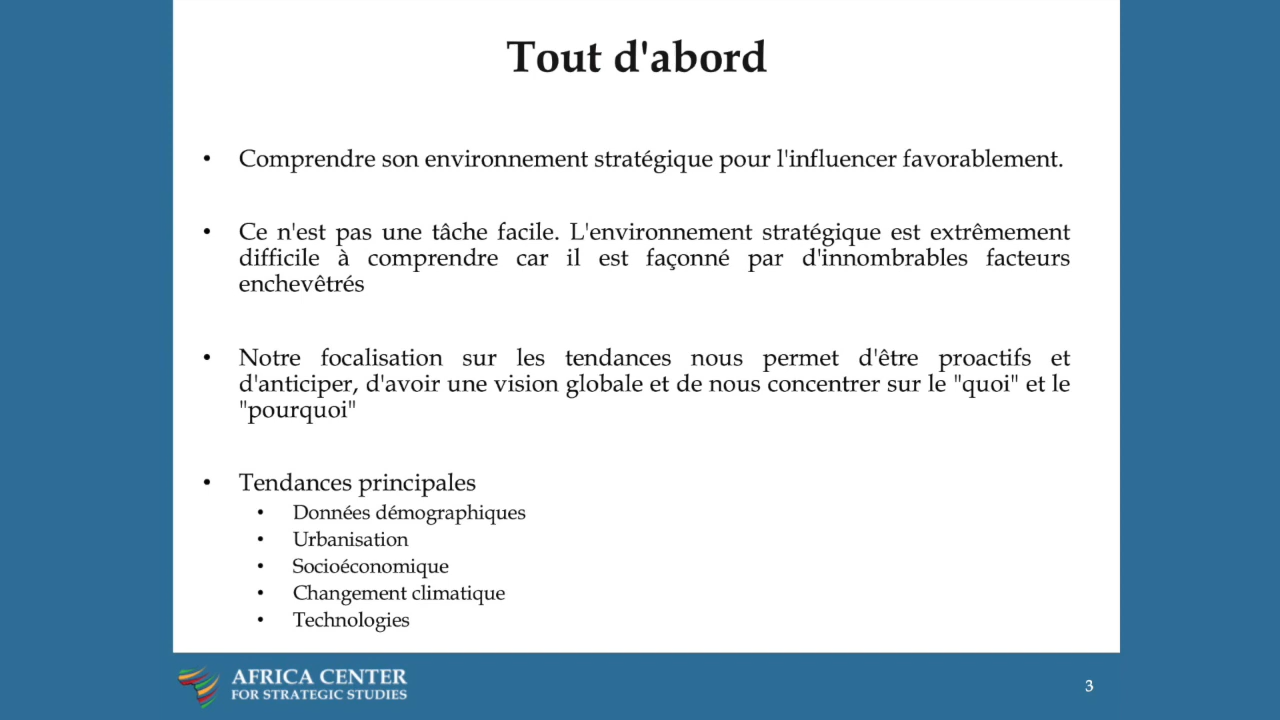 Tout d'abord
• Comprendre son environnement stratégique pour l'influencer favorablement.
• Ce n'est pas une tâche facile. L'environnement stratégique est extrêmement
difficile à comprendre car il est façonné par d'innombrables facteurs
enchevêtrés
• Notre focalisation sur les tendances nous permet d'être proactifs et
d'anticiper, d'avoir une vision globale et de nous concentrer sur le "quoi" et le
"pourquoi"
• Tendances principales
• Données démographiques
• Urbanisation
• Socioéconomique
• Changement climatique
• Technologies
AFRICA CENTER
FOR STRATEGIC STUDIES
3